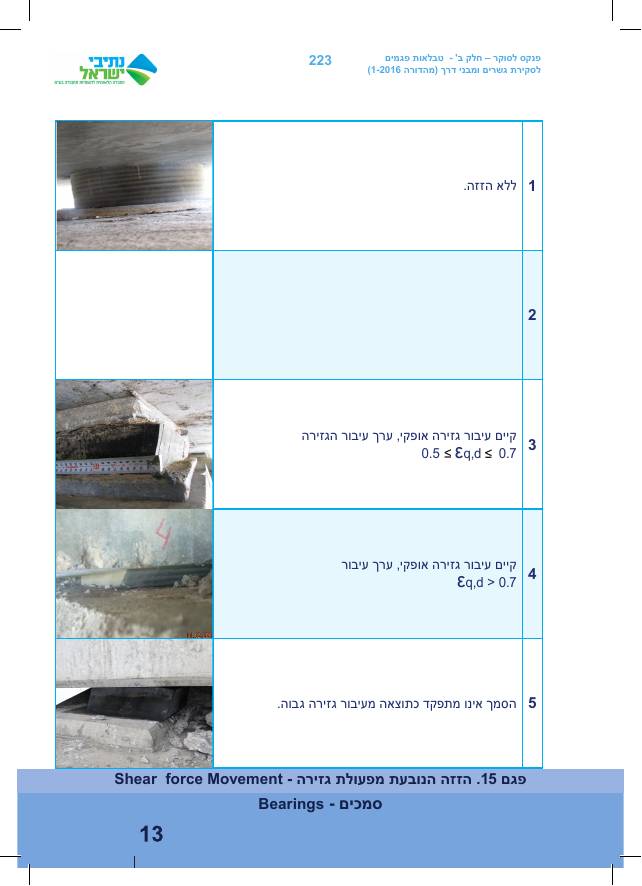 נתיבי
ישראל
223
פנקס לסוקר – חלק ב' - טבלאות פגמים
לסקירת גשרים ומבני דרך (מהדורה 1-2016)
1
ללא הזזה.
2
3
קיים עיבור גזירה אופקי, ערך עיבור הגזירה
0.5 ≤ Ɛq,d ≤ 0.7
4
קיים עיבור גזירה אופקי, ערך עיבור
Ɛq,d > 0.7
4
5
הסמך אינו מתפקד כתוצאה מעיבור גזירה גבוה.
פגם 15. הזזה הנובעת מפעולת גזירה - Shear force Movement
סמכים - Bearings
13